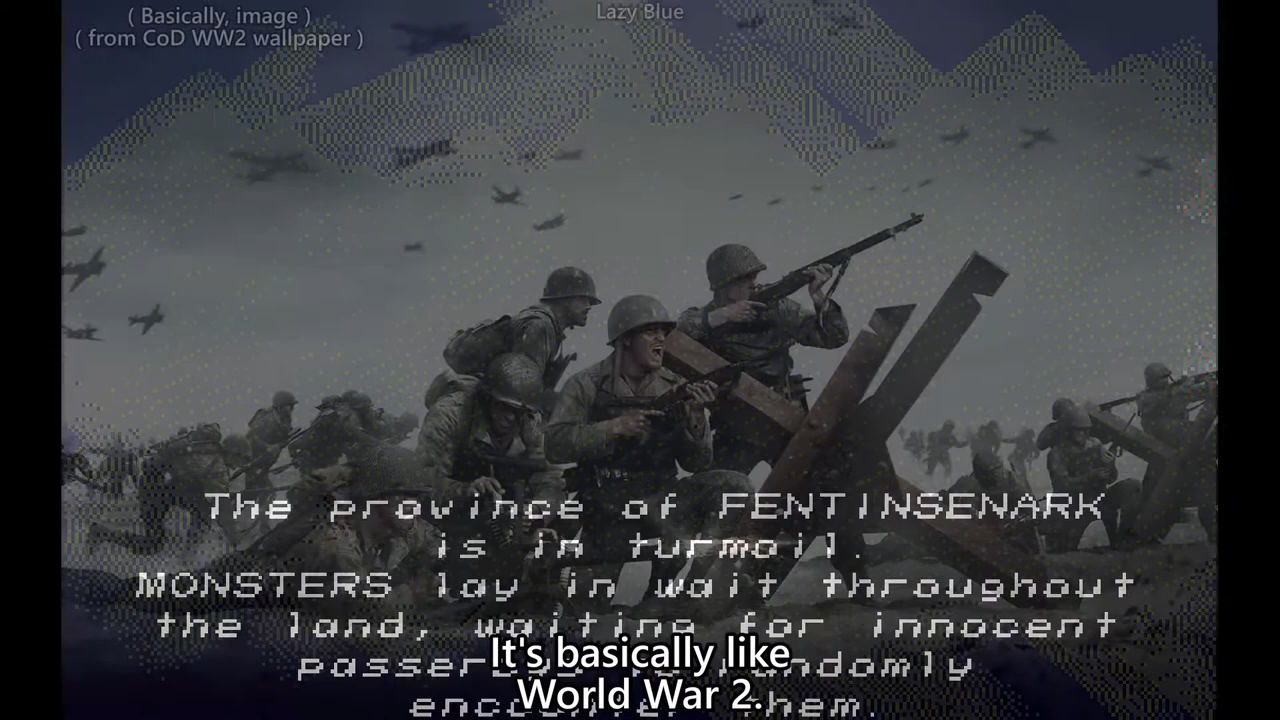 ( Basically, image )
( from CoD WW2 wallpaper )
Lazy Blue
The province of FENTINSENARK
is in turmoil.
MONSTERS lay in wait throughout
the land, waiting for innocent
It's basically like
World War 2.
them.